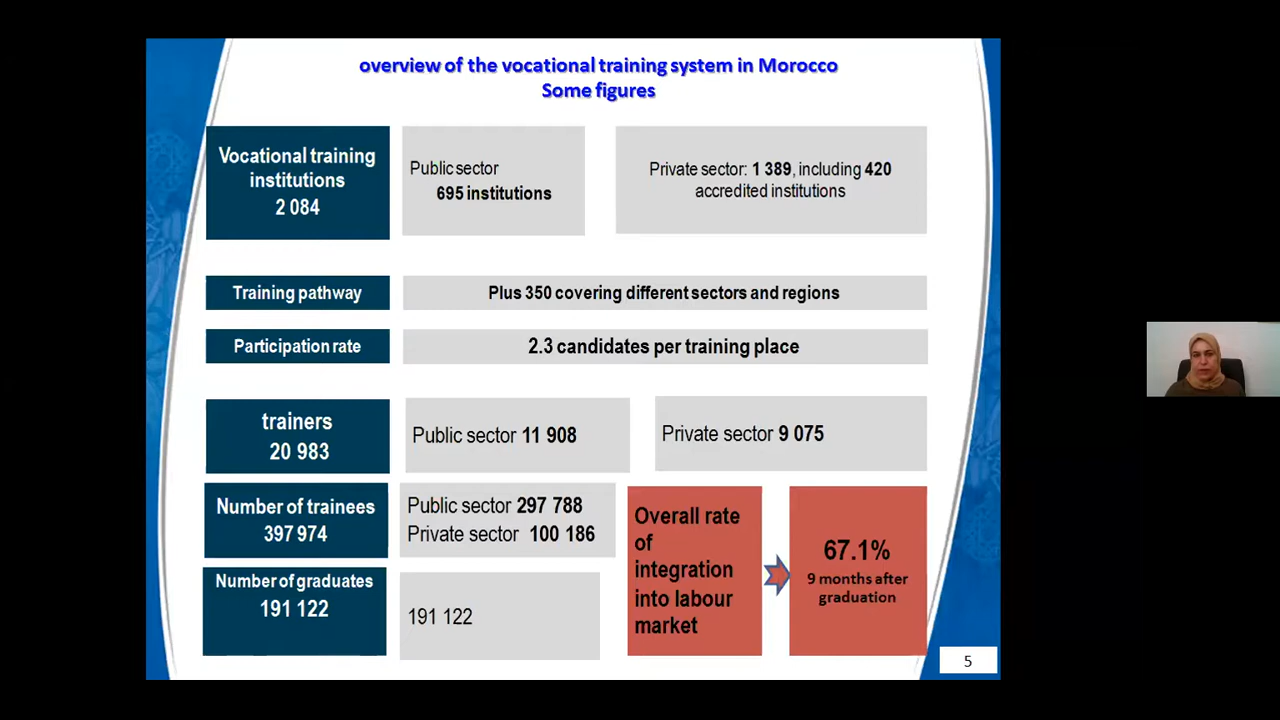 overview of the vocational training system in Morocco
Some figures
Vocational training
institutions
2 084
Public sector
695 institutions
Private sector: 1 389, including 420
accredited institutions
Training pathway
Plus 350 covering different sectors and regions
Participation rate
2.3 candidates per training place
trainers
20 983
Public sector 11 908
Private sector 9 075
Number of trainees
397 974
Public sector 297 788
Private sector 100 186
Number of graduates
191 122
191 122
Overall rate
of
integration
into labour
market
67.1%
9 months after
graduation
5